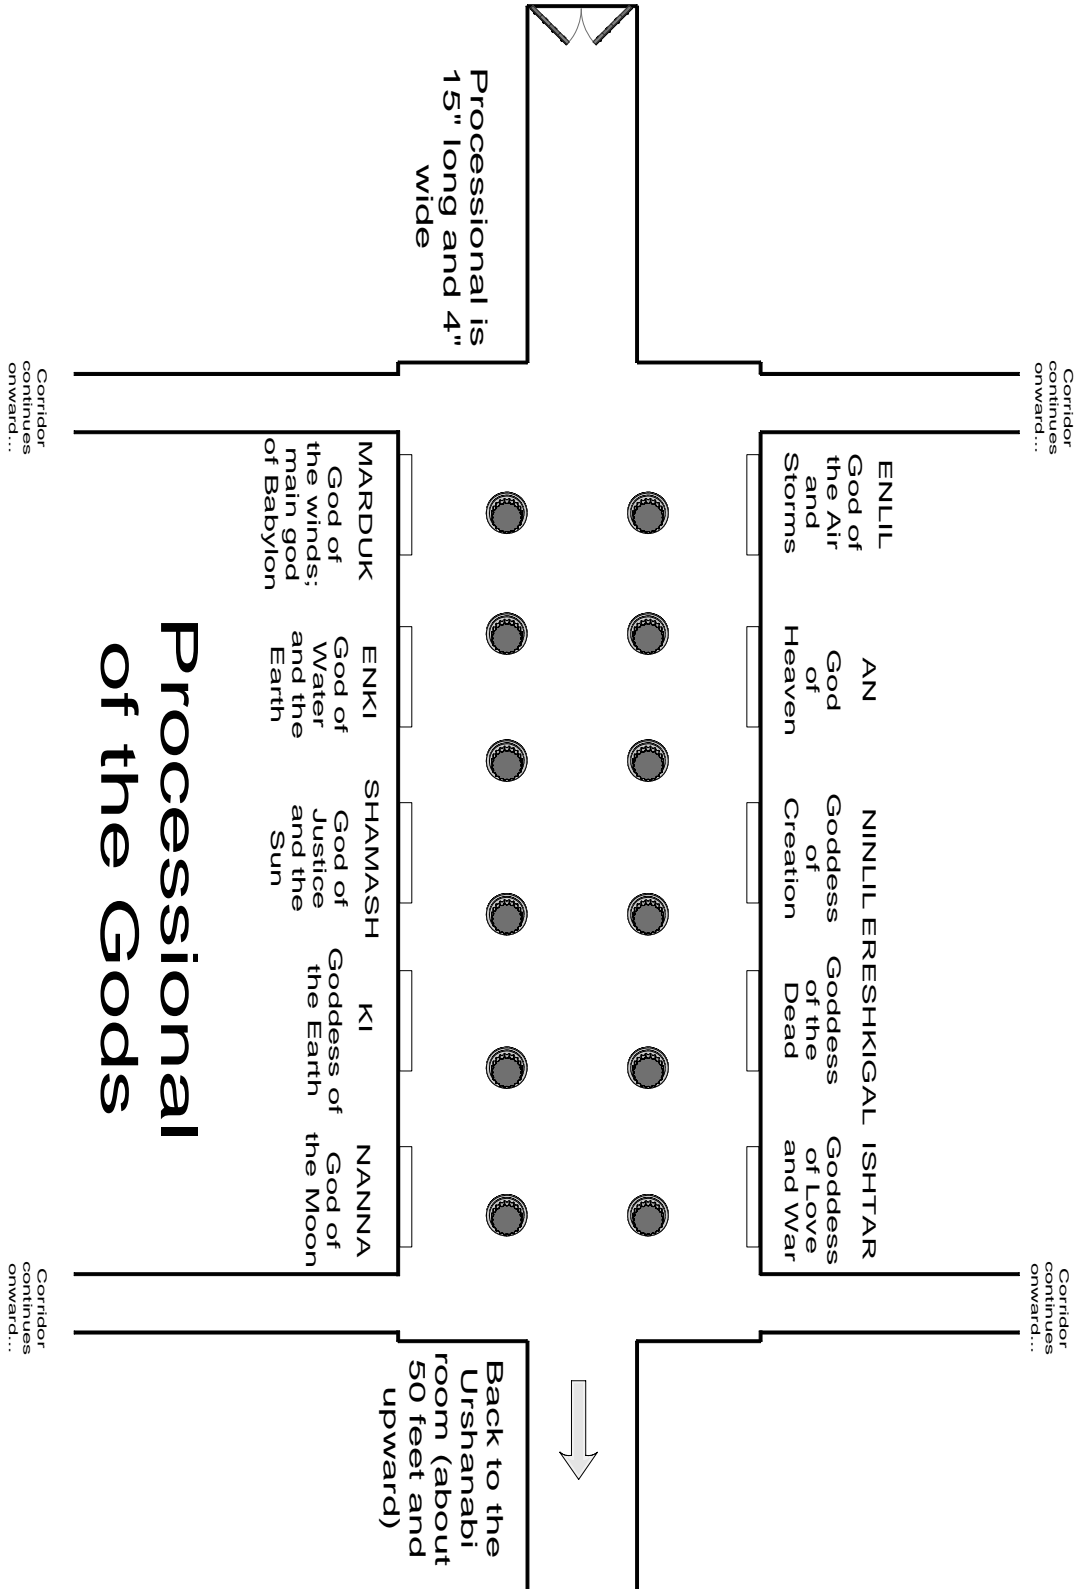 Corridor
continues
onward...
Corridor
continues
onward...
ENLIL
God of
the Air
and
Storms
AN
God
of
Heaven
NINLIL
Goddess
of
Creation
ERESHKIGAL
Goddess
of the
Dead
ISHTAR
Goddess
of Love
and War
Processional is
15" long and 4"
wide
Back to the
Urshanabi
room (about
50 feet and
upward)
MARDUK
God of
the winds;
main god
of Babylon
ENKI
God of
Water
and the
Earth
SHAMASH
God of
Justice
and the
Sun
KI
Goddess of
the Earth
NANNA
God of
the Moon
Processional
of the Gods
Corridor
continues
onward...
Corridor
continues
onward...